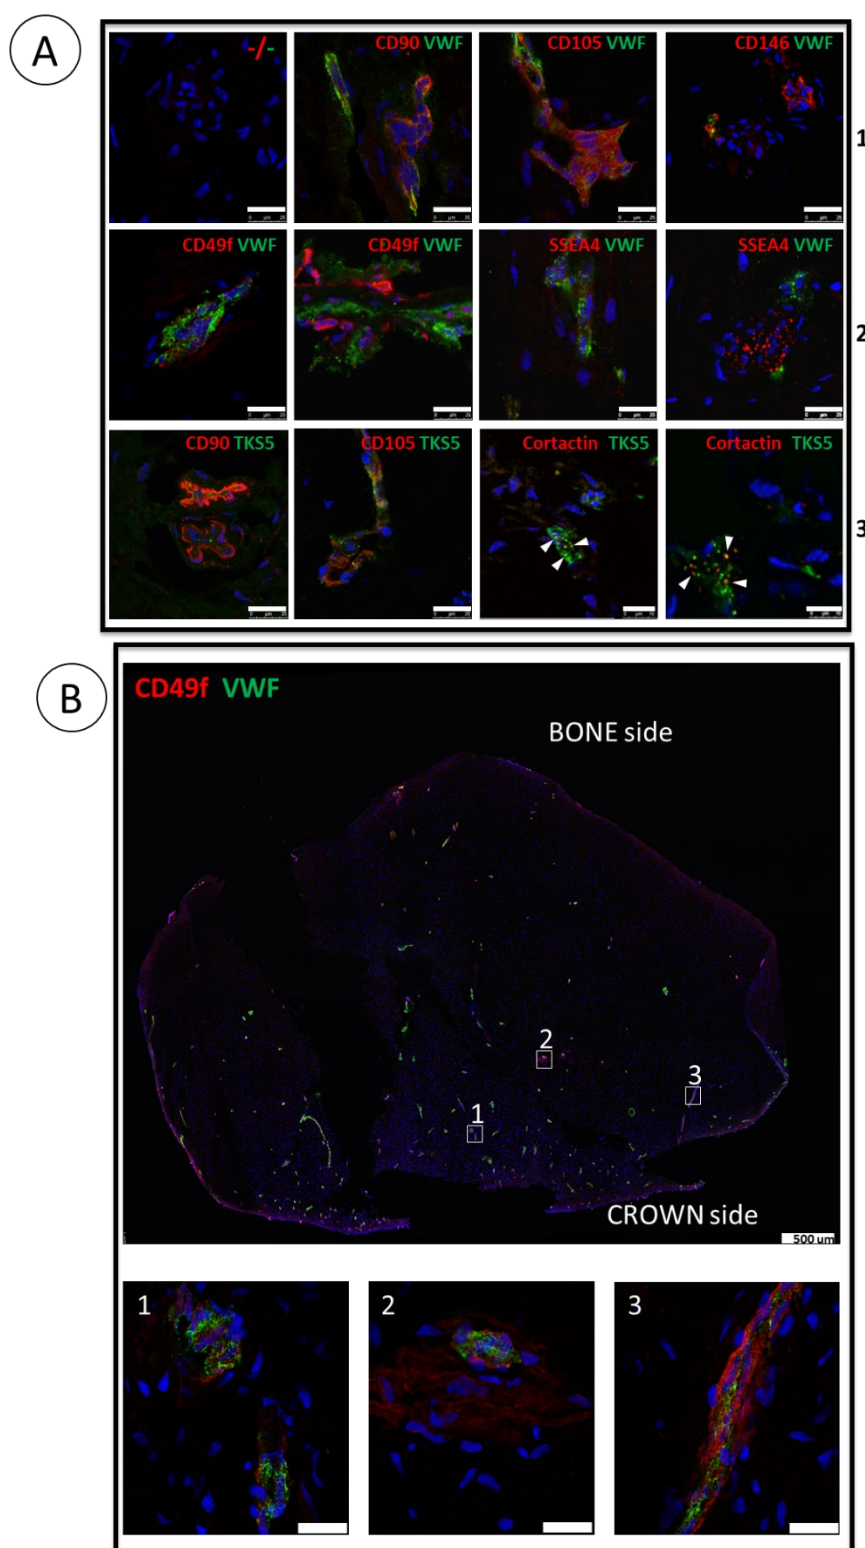 A
-/-
CD90 VWF
CD105 VWF
CD146 VWF
1
CD49f VWF
CD49f VWF
SSEA4 VWF
SSEA4 VWF
2
CD90 TKS5
CD105 TKS5
Cortactin TKS5
Cortactin TKS5
3
B
CD49f VWF
BONE side
2
3
1
CROWN side
500 um
1
2
3